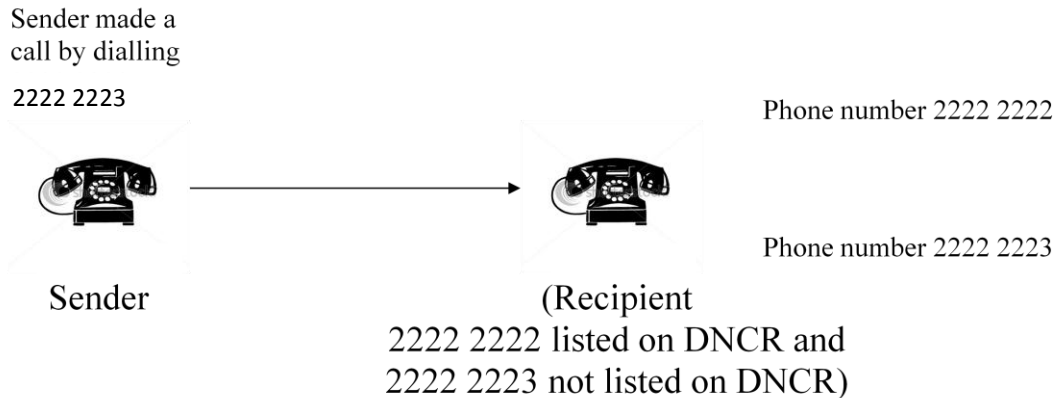 Sender made a
call by dialling
2222 2223
Phone number 2222 2222
Phone number 2222 2223
Sender
(Recipient
2222 2222 listed on DNCR and
2222 2223 not listed on DNCR)